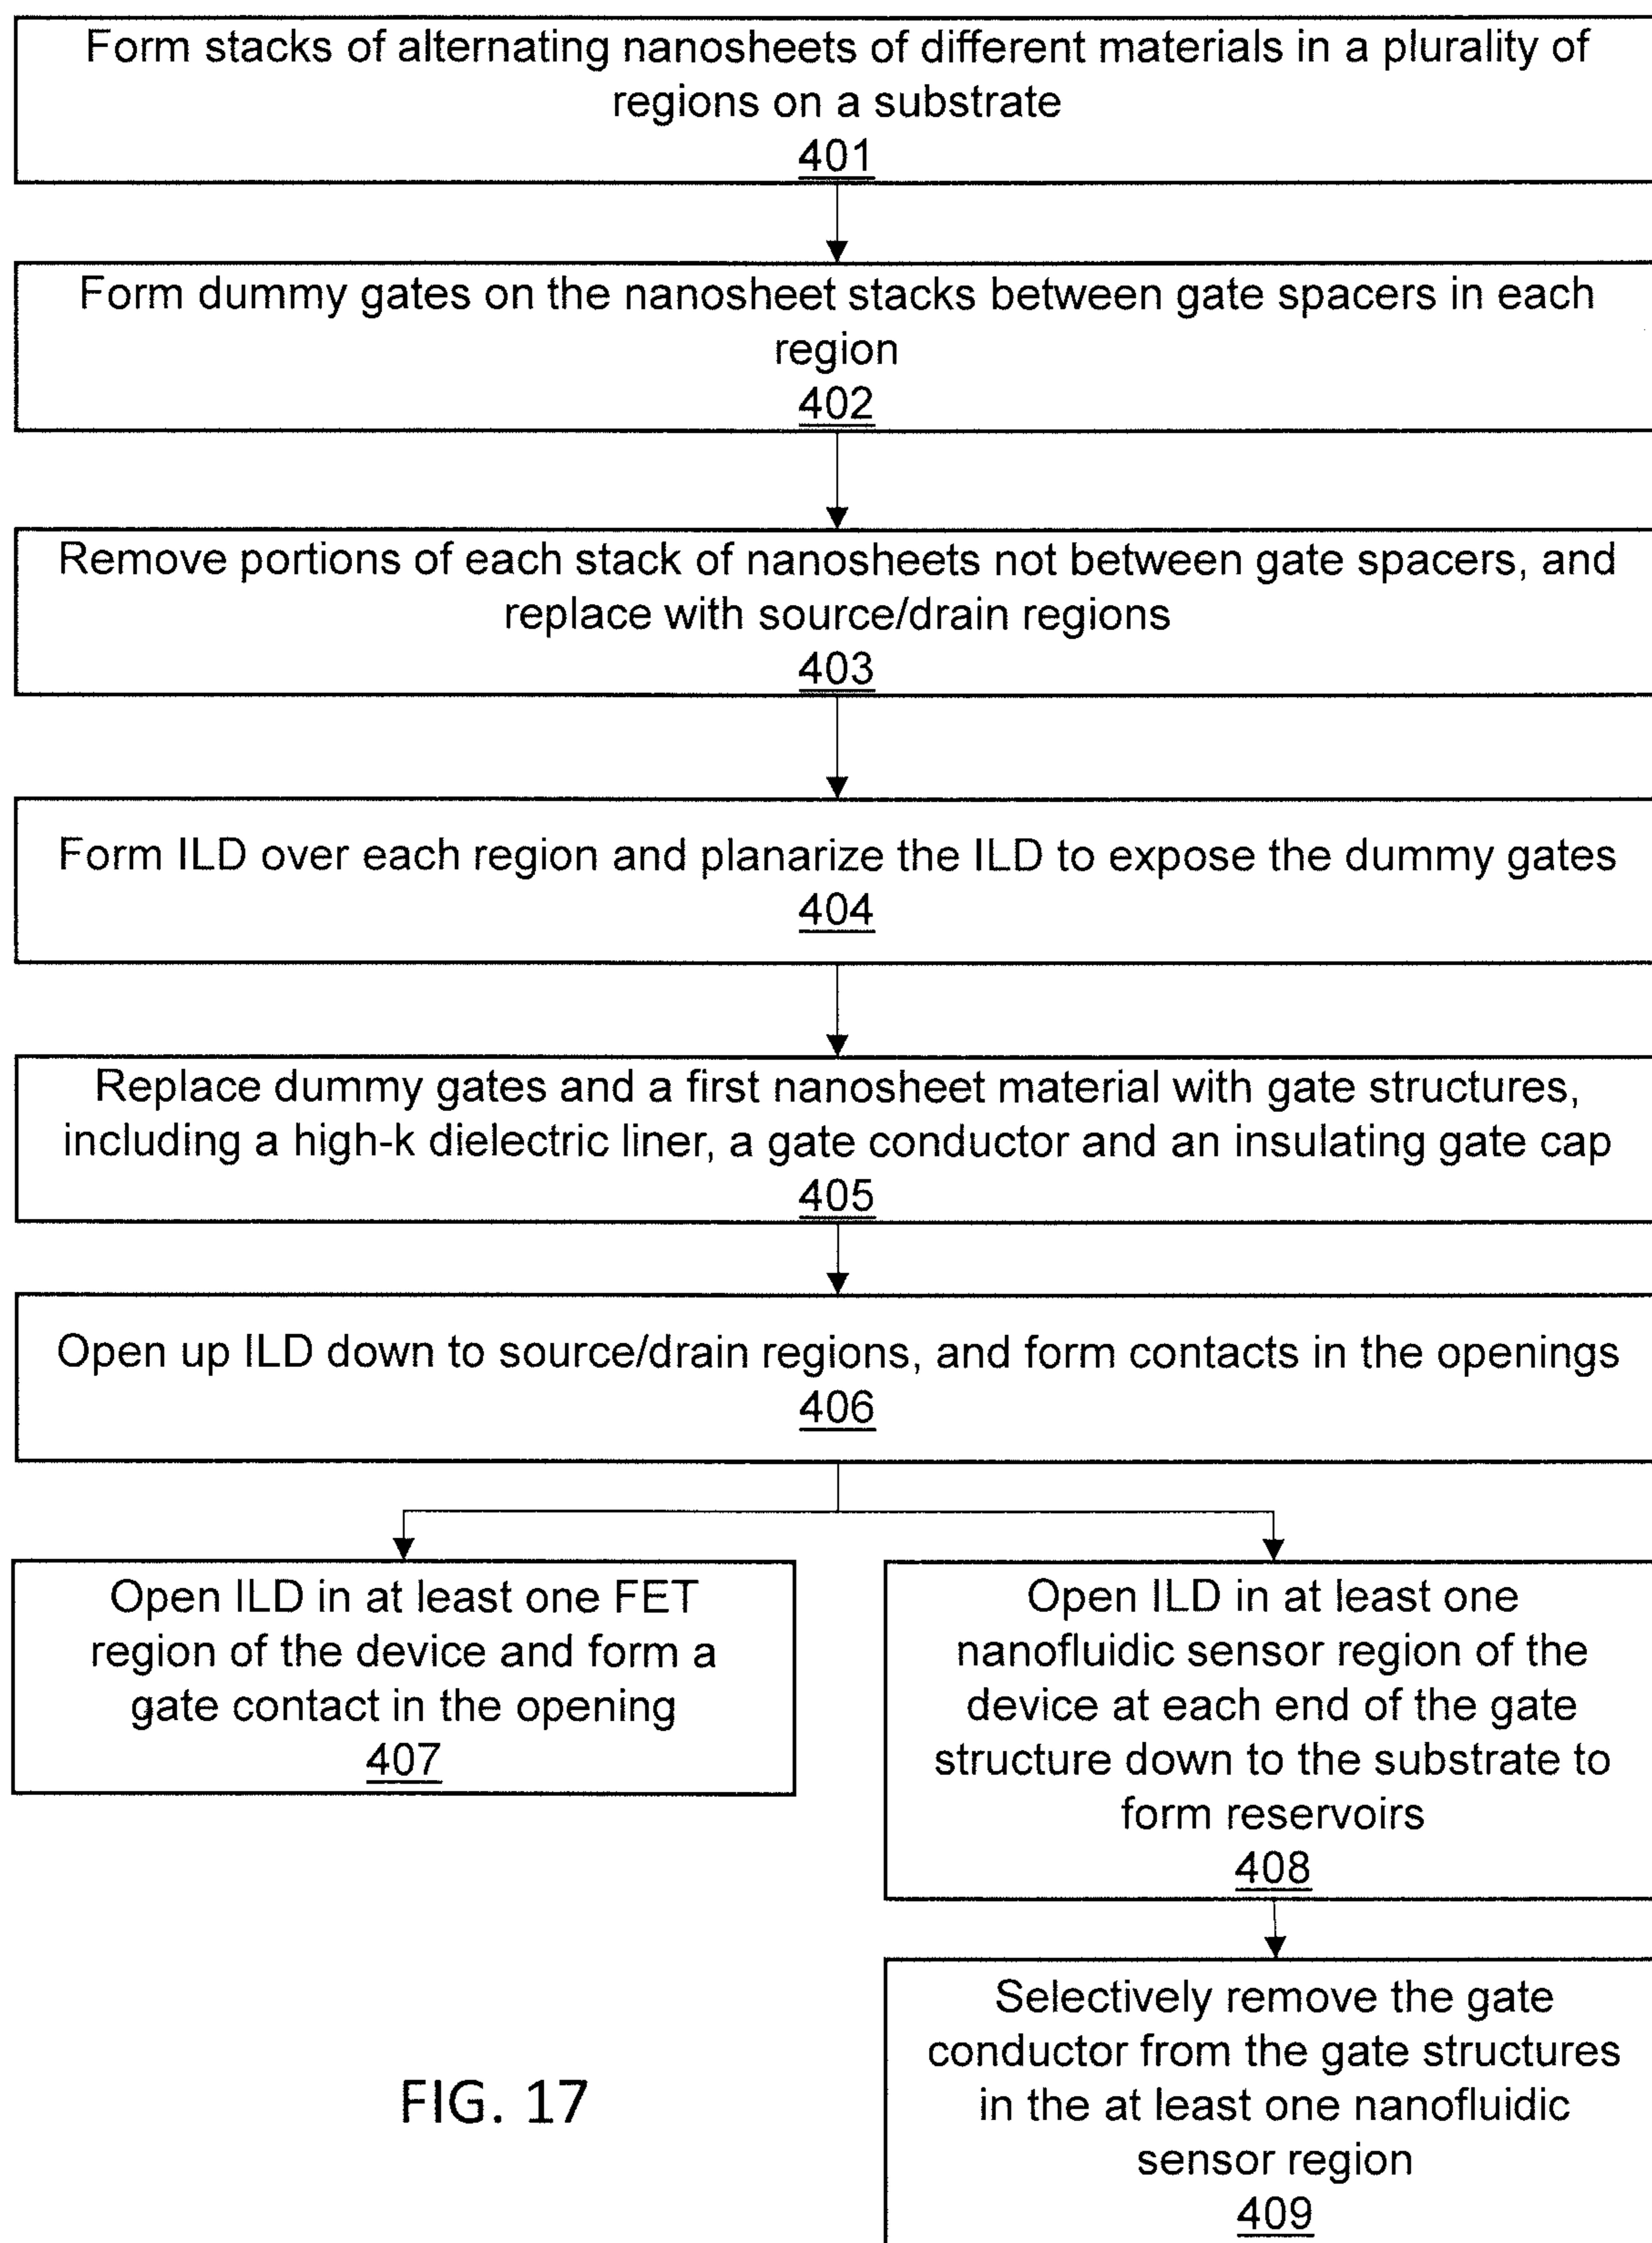 Form stacks of alternating nanosheets of different materials in a plurality of
regions on a substrate
401
Form dummy gates on the nanosheet stacks between gate spacers in each
region
402
Remove portions of each stack of nanosheets not between gate spacers, and
replace with source/drain regions
403
Form ILD over each region and planarize the ILD to expose the dummy gates
404
Replace dummy gates and a first nanosheet material with gate structures,
including a high-k dielectric liner, a gate conductor and an insulating gate cap
405
Open up ILD down to source/drain regions, and form contacts in the openings
406
Open ILD in at least one FET
region of the device and form a
gate contact in the opening
407
Open ILD in at least one
nanofluidic sensor region of the
device at each end of the gate
structure down to the substrate to
form reservoirs
408
Selectively remove the gate
conductor from the gate structures
in the at least one nanofluidic
sensor region
409
FIG. 17